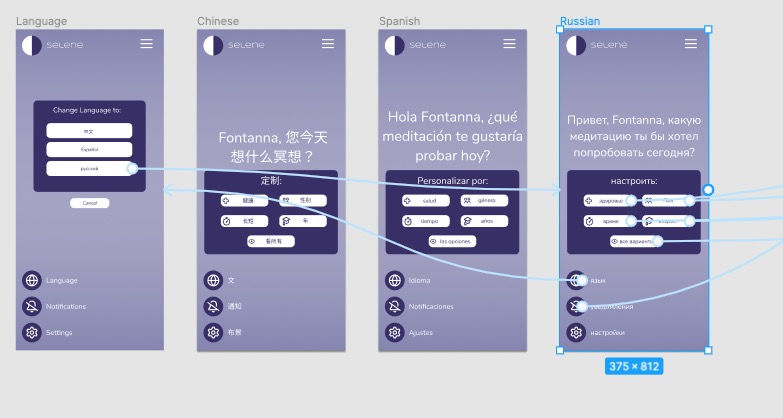 Language
selene
Change Language to:
中文
Español
русский
Cancel
Language
Notifications
Settings
Chinese
selene
Fontanna, 您今天
想什么冥想？
定制:
健康
性别
长短
年
看所有
文
通知
布景
Spanish
selene
Hola Fontanna, ¿qué
meditación te gustaría
probar hoy?
Personalizar por:
salud
género
tiempo
años
las opciones
Idioma
Notificaciones
Ajustes
Russian
selene
Привет, Fontanna, какую
медитацию ты бы хотел
попробовать сегодня?
настроить:
здоровье
время
все варианты
язык
уведомления
настройки
375 × 812